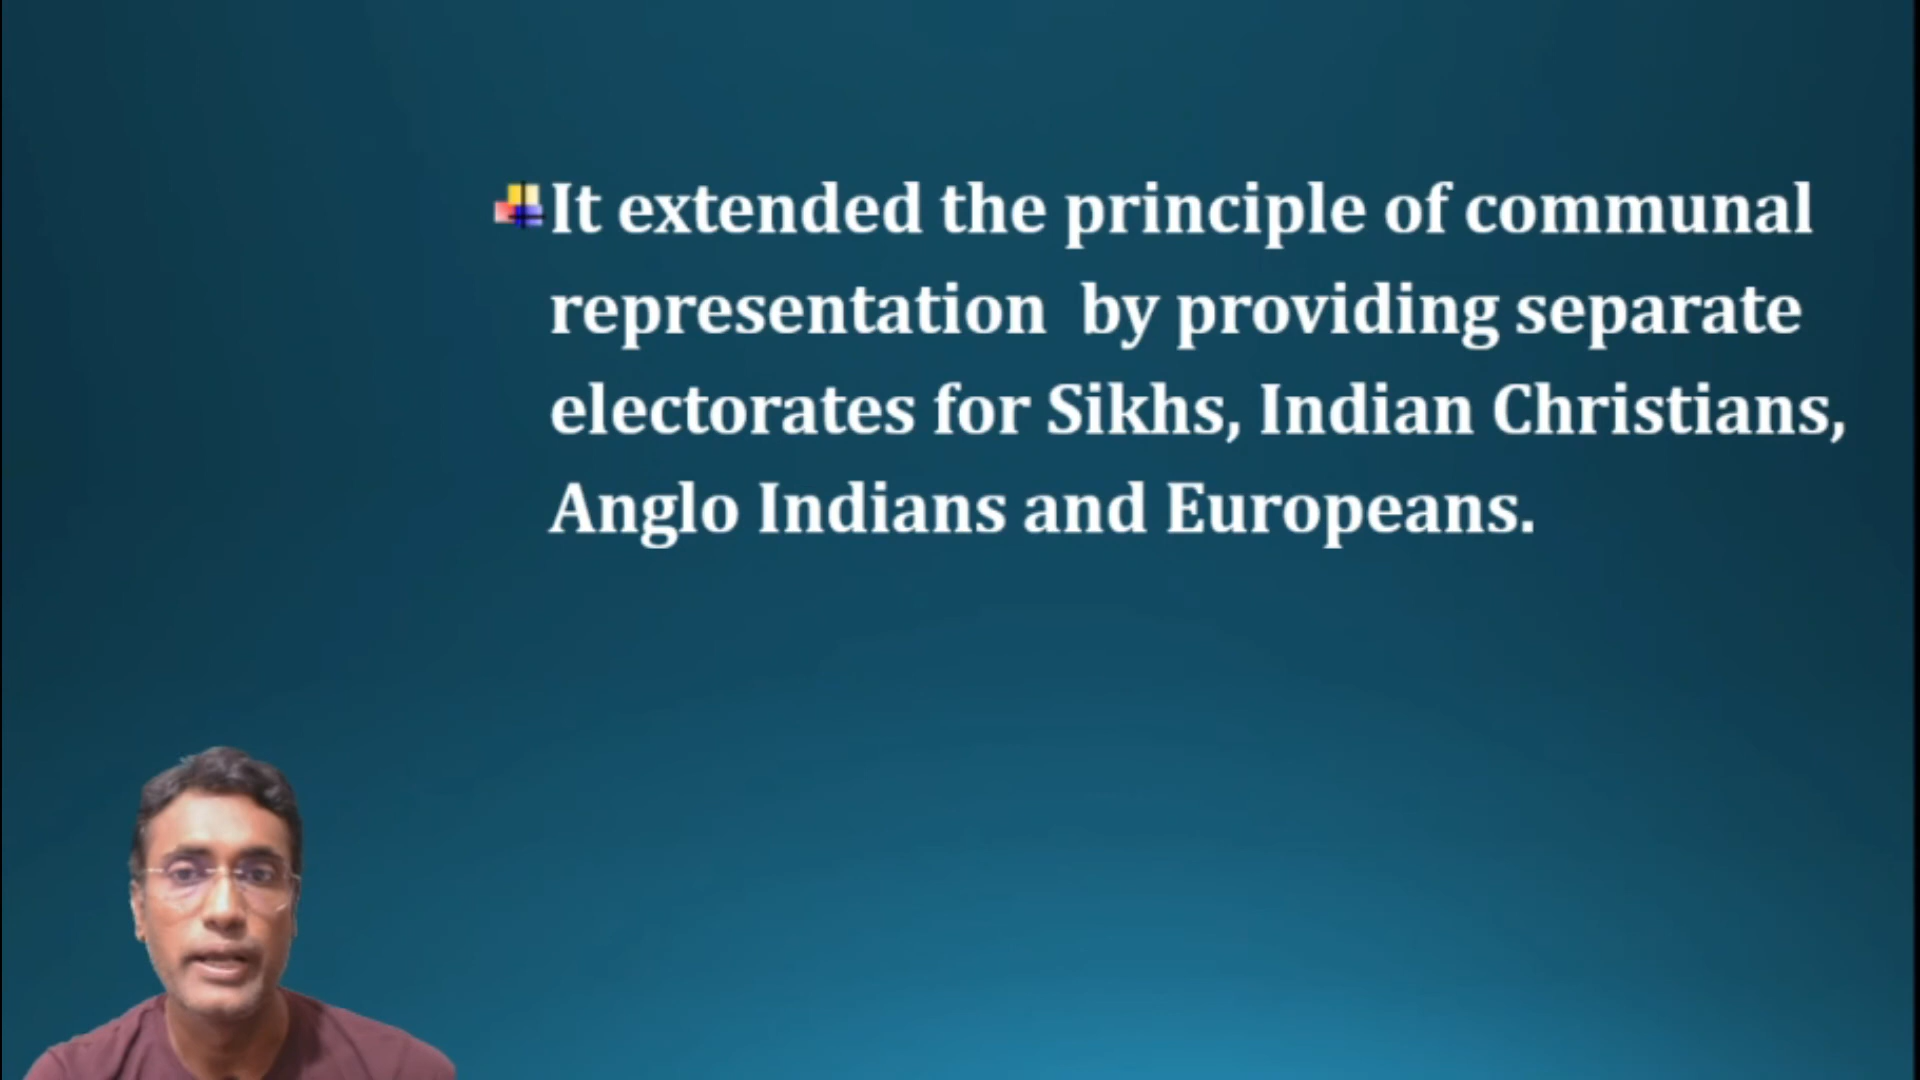 It extended the principle of communal
representation by providing separate
electorates for Sikhs, Indian Christians,
Anglo Indians and Europeans.